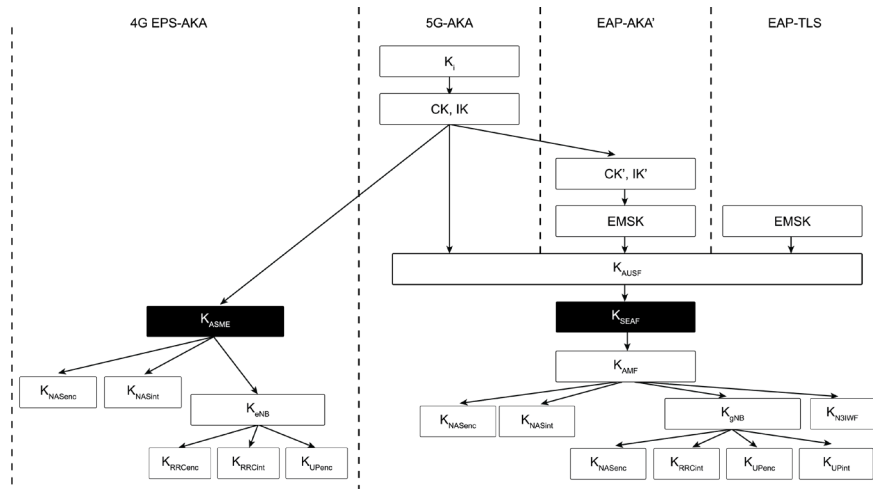 4G EPS-AKA 5G-AKA EAP-AKA’ EAP-TLS
Ki
CK, IK
CK’, IK’
EMSK EMSK
KAUSF
KASME KSEAF
KAMF
KNASenc KNASint
KeNB
KNASenc KNASint KgNB KN3IWF
KRRCenc KRRCint KUPenc
KNASenc KRRCint KUPenc KUPint